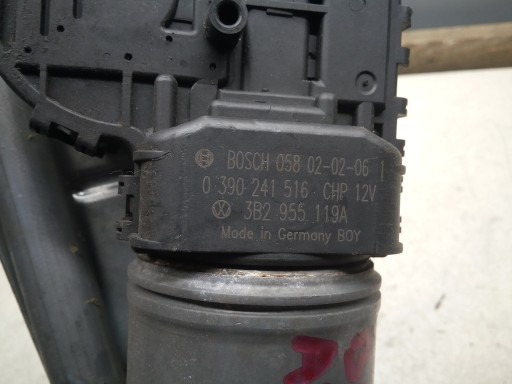 BOSCH 058 02-02-06 1
0 390 241 516 CHP 12V
3B2 955 119A
Made in Germany BOY